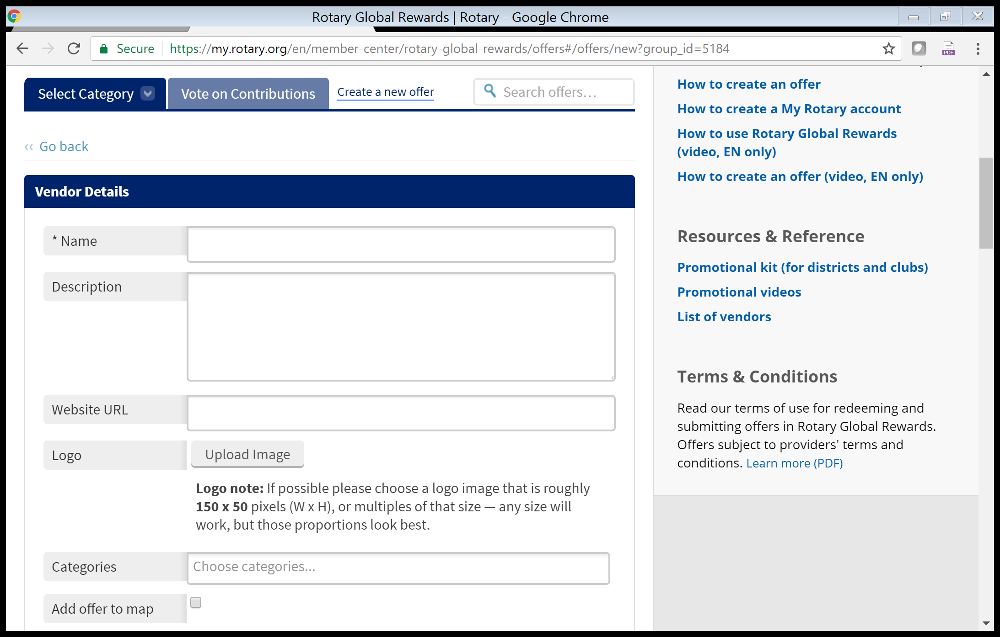 Rotary Global Rewards | Rotary - Google Chrome
Secure https://my.rotary.org/en/member-center/rotary-global-rewards/offers#/offers/new?group_id=5184
PDF
Select Category
Vote on Contributions
Create a new offer
Search offers...
‹‹ Go back
Vendor Details
* Name
Description
Website URL
Logo
Upload Image
Logo note: If possible please choose a logo image that is roughly
150 x 50 pixels (W x H), or multiples of that size — any size will
work, but those proportions look best.
Categories
Choose categories...
Add offer to map
How to create an offer
How to create a My Rotary account
How to use Rotary Global Rewards
(video, EN only)
How to create an offer (video, EN only)
Resources & Reference
Promotional kit (for districts and clubs)
Promotional videos
List of vendors
Terms & Conditions
Read our terms of use for redeeming and
submitting offers in Rotary Global Rewards.
Offers subject to providers' terms and
conditions. Learn more (PDF)